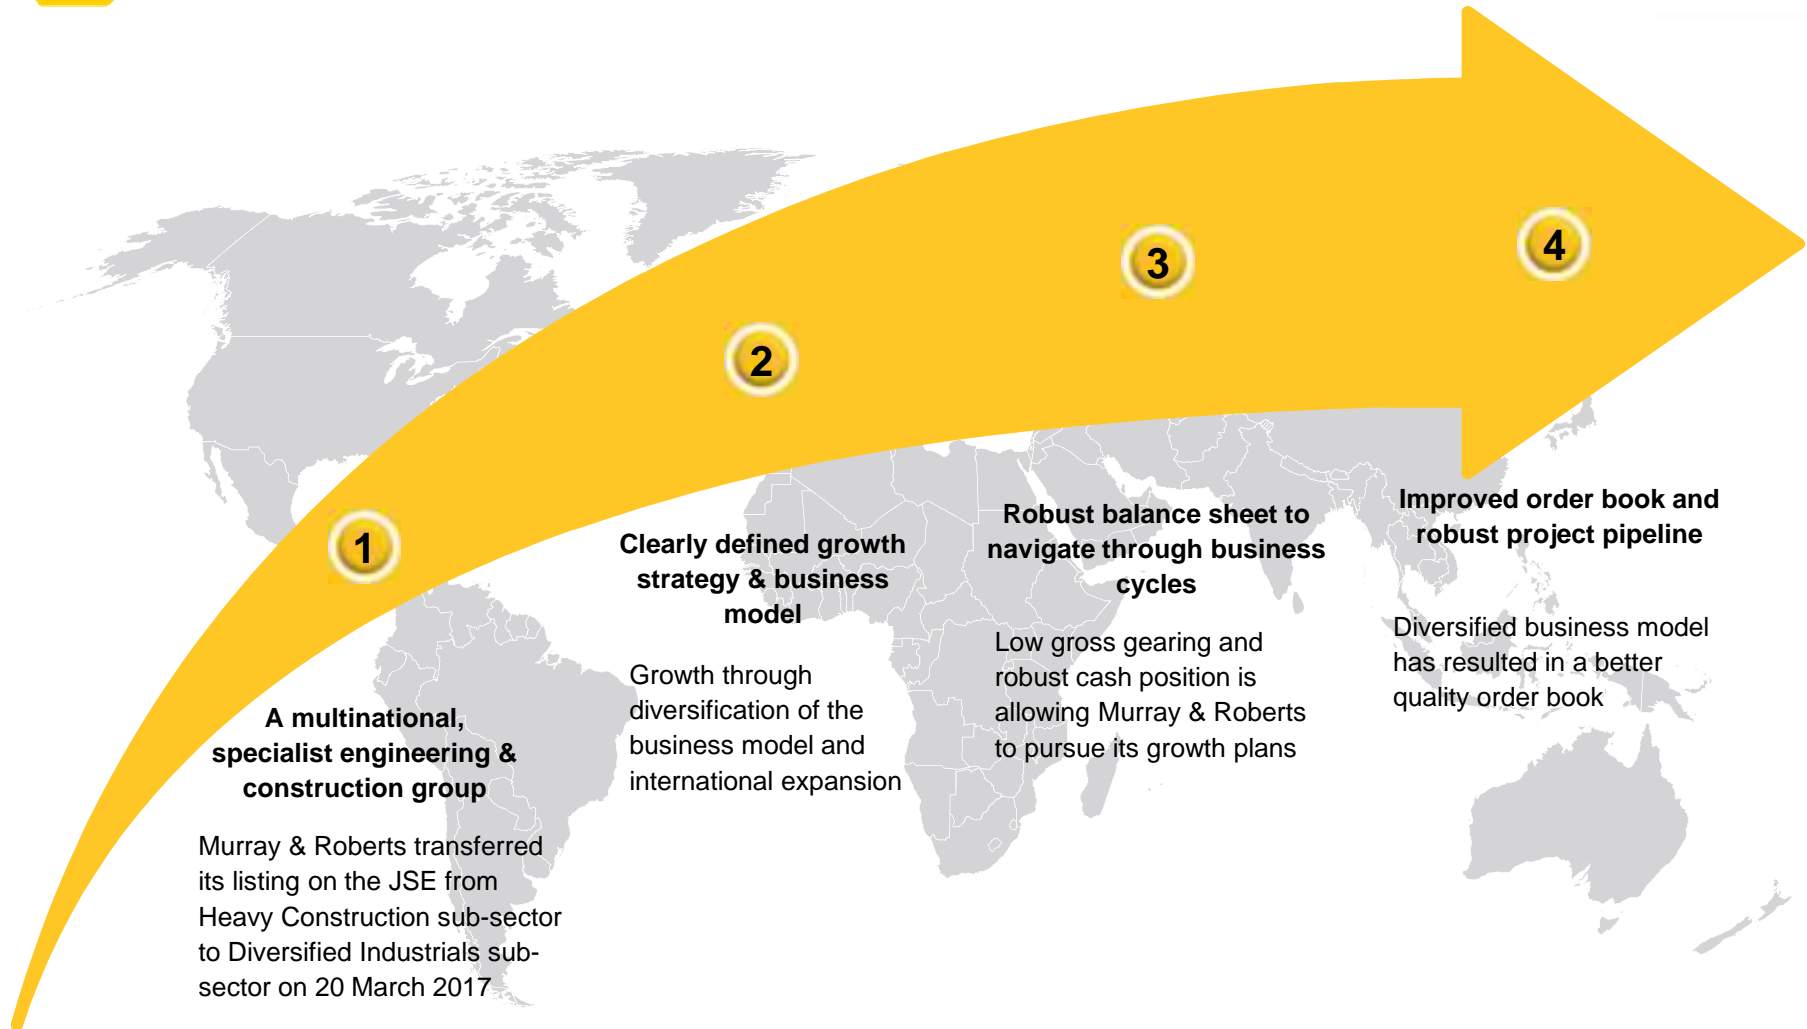 1
A multinational,
specialist engineering &
construction group
Murray & Roberts transferred
its listing on the JSE from
Heavy Construction sub-sector
to Diversified Industrials sub-
sector on 20 March 2017
2
Clearly defined growth
strategy & business
model
Growth through
diversification of the
business model and
international expansion
3
Robust balance sheet to
navigate through business
cycles
Low gross gearing and
robust cash position is
allowing Murray & Roberts
to pursue its growth plans
4
Improved order book and
robust project pipeline
Diversified business model
has resulted in a better
quality order book